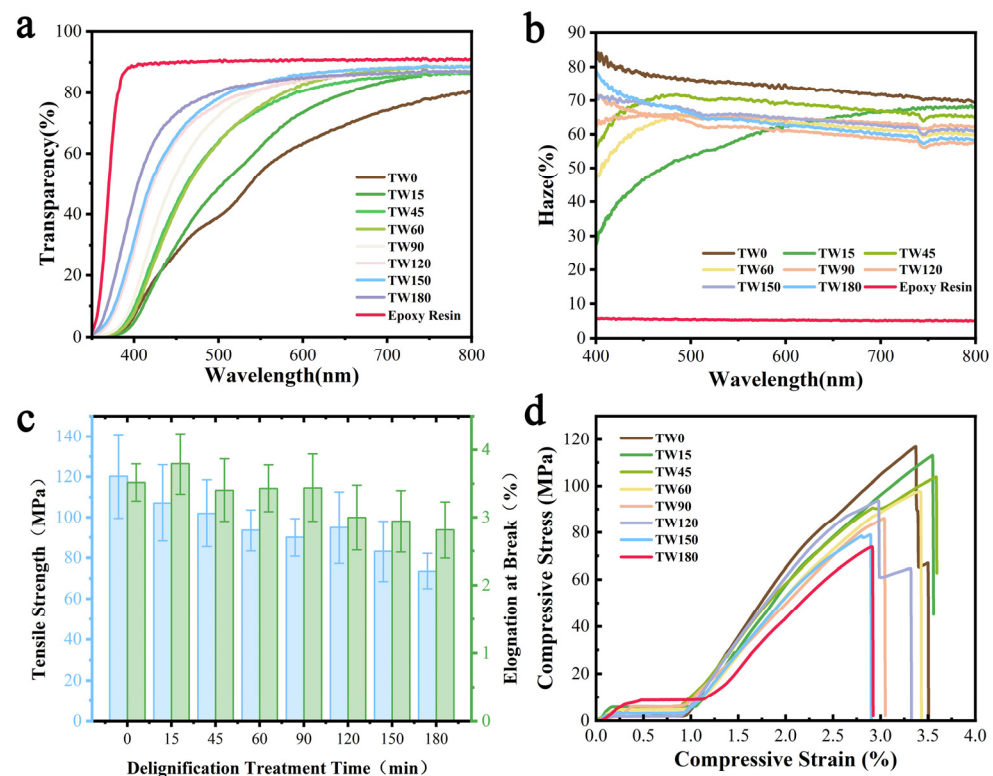 a
Transparency(%)
100
80
60
40
20
0
400
500
600
700
800
Wavelength(nm)
TW0
TW15
TW45
TW60
TW90
TW120
TW150
TW180
Epoxy Resin
b
Haze(%)
90
80
70
60
50
40
30
20
10
0
400
500
600
700
800
Wavelength(nm)
TW0 TW15 TW45
TW60 TW90 TW120
TW150 TW180 Epoxy Resin
c
Tensile Strength（MPa）
140
120
100
80
60
40
20
0
0
15
45
60
90
120
150
180
Delignification Treatment Time（min）
4
3
2
1
0
Elognation at Break（%）
d
Compressive Stress (MPa)
120
100
80
60
40
20
0
0.0
0.5
1.0
1.5
2.0
2.5
3.0
3.5
4.0
Compressive Strain (%)
TW0
TW15
TW45
TW60
TW90
TW120
TW150
TW180